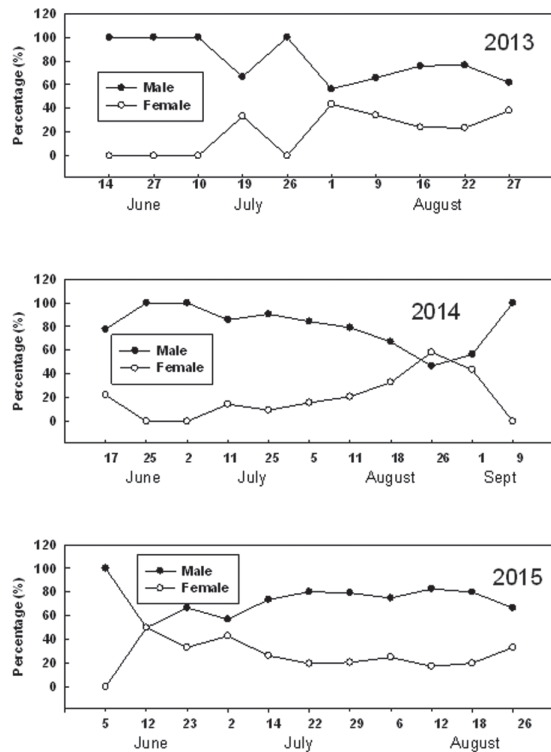 120
2013
100
80
Male
60
Female
40
20
0
Percentage (%)
14 27 10 19 26 1 9 16 22 27
June July August
120
2014
100
80
60
Male
40
Female
20
0
Percentage (%)
17 25 2 11 25 5 11 18 26 1 9
June July August Sept
120
Male
2015
100
Female
80
60
40
20
0
Percentage (%)
5 12 23 2 14 22 29 6 12 18 26
June July August